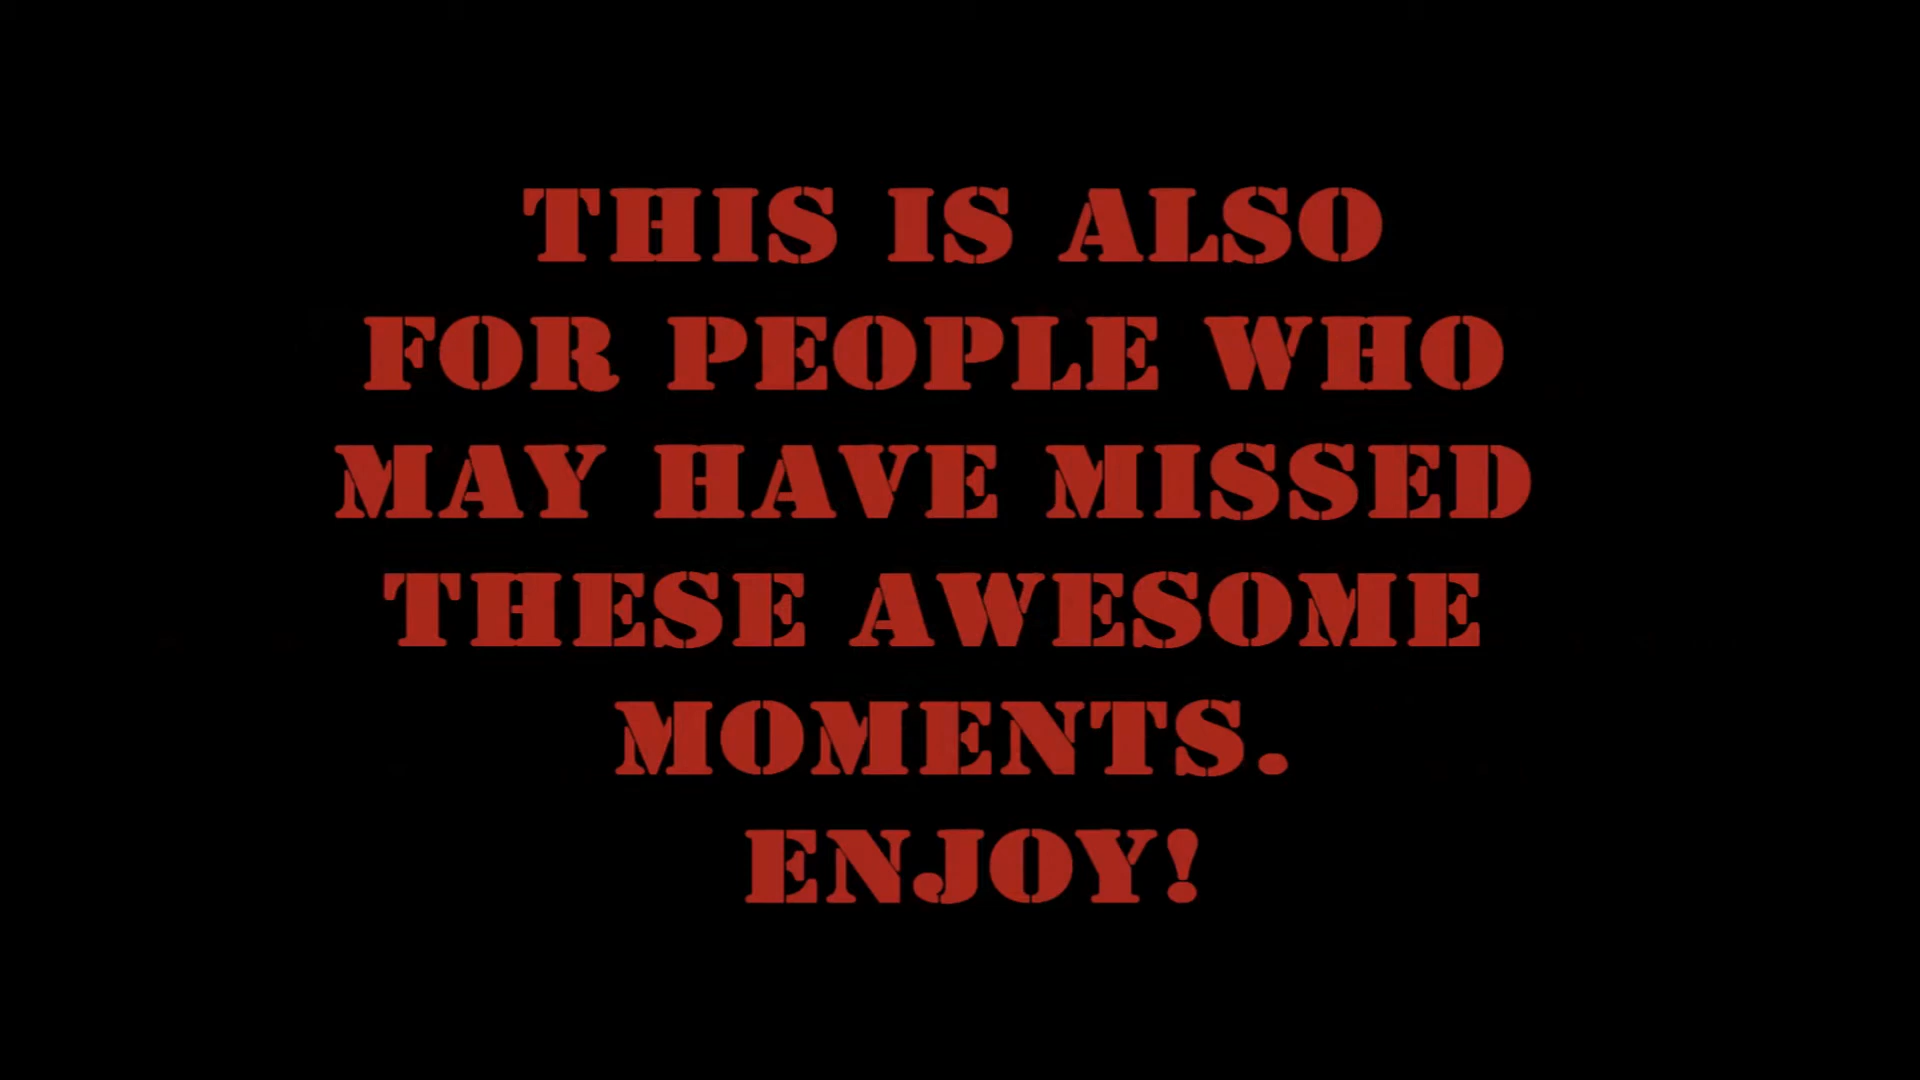 THIS IS ALSO
FOR PEOPLE WHO
MAY HAVE MISSED
THESE AWESOME
MOMENTS.
ENJOY!